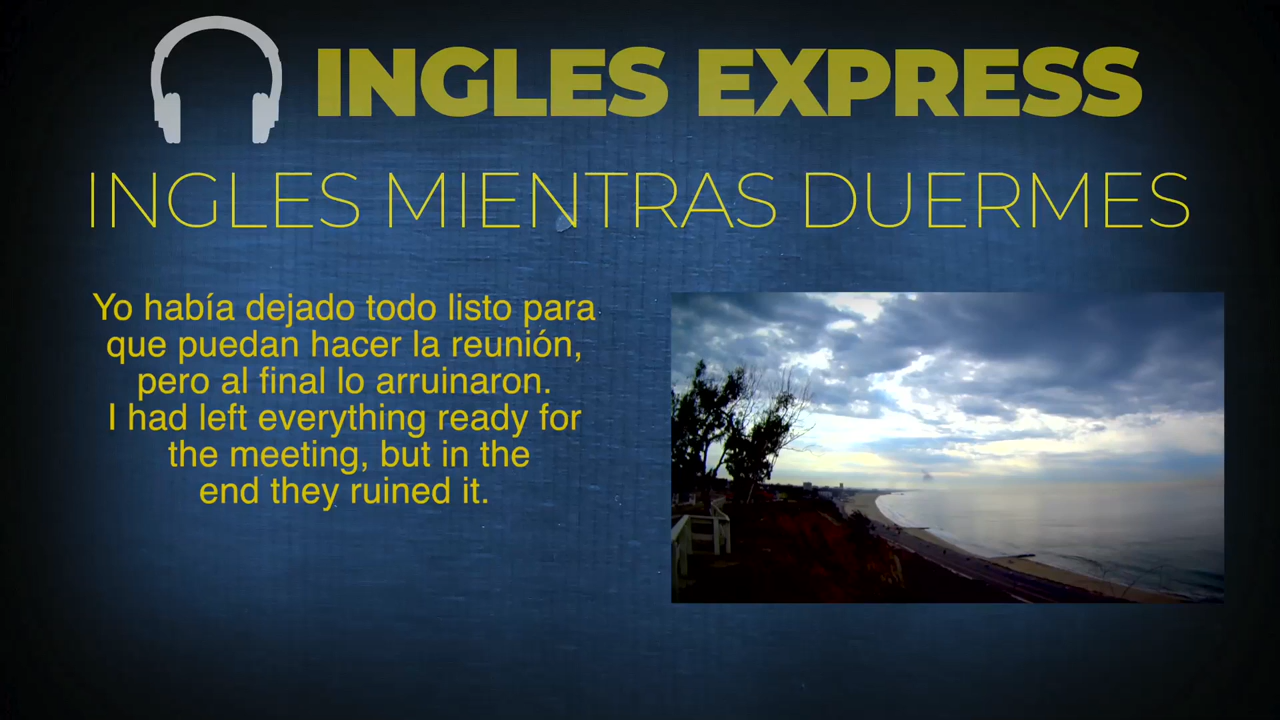 INGLES EXPRESS
INGLES MIENTRAS DUERMES
Yo había dejado todo listo para
que puedan hacer la reunión,
pero al final lo arruinaron.
I had left everything ready for
the meeting, but in the
end they ruined it.